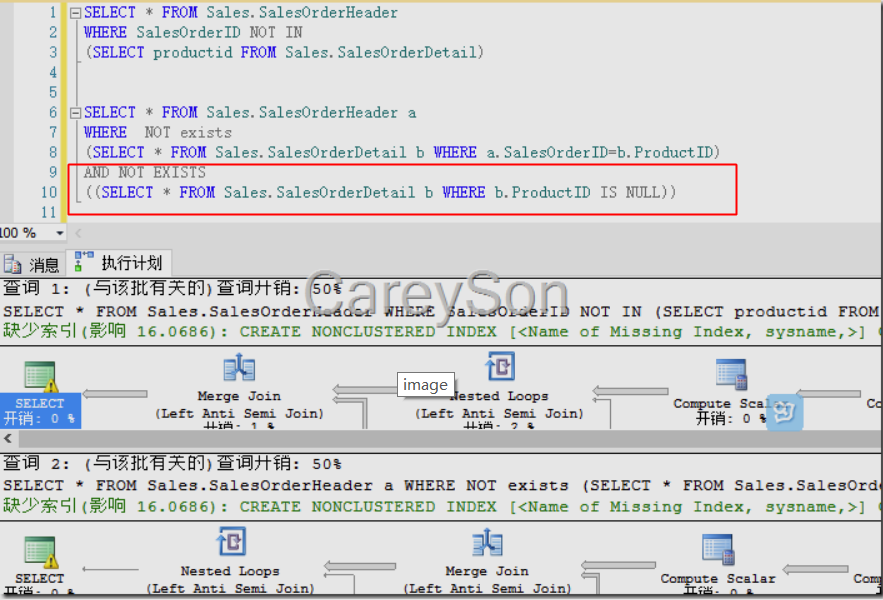 1 SELECT * FROM Sales.SalesOrderHeader
2 WHERE SalesOrderID NOT IN
3 (SELECT productid FROM Sales.SalesOrderDetail)
4
5
6 SELECT * FROM Sales.SalesOrderHeader a
7 WHERE NOT exists
8 (SELECT * FROM Sales.SalesOrderDetail b WHERE a.SalesOrderID=b.ProductID)
9 AND NOT EXISTS
10 ((SELECT * FROM Sales.SalesOrderDetail b WHERE b.ProductID IS NULL))
11
100 %
消息 执行计划
CareySon
查询 1: (与该批有关的)查询开销: 50%
SELECT * FROM Sales.SalesOrderHeader WHERE SalesOrderID NOT IN (SELECT productid FROM
缺少索引(影响 16.0686): CREATE NONCLUSTERED INDEX [<Name of Missing Index, sysname,>]
image
SELECT
开销: 0 %
Merge Join
(Left Anti Semi Join)
开销: 1 %
Nested Loops
(Left Anti Semi Join)
开销: 2 %
Compute Scal
开销: 0 %
Co
查询 2: (与该批有关的)查询开销: 50%
SELECT * FROM Sales.SalesOrderHeader a WHERE NOT exists (SELECT * FROM Sales.SalesOrde
缺少索引(影响 16.0686): CREATE NONCLUSTERED INDEX [<Name of Missing Index, sysname,>]
SELECT
开销: 0 %
Nested Loops
(Left Anti Semi Join)
Merge Join
(Left Anti Semi Join)
Compute Scalar
开销: 0 %
Com